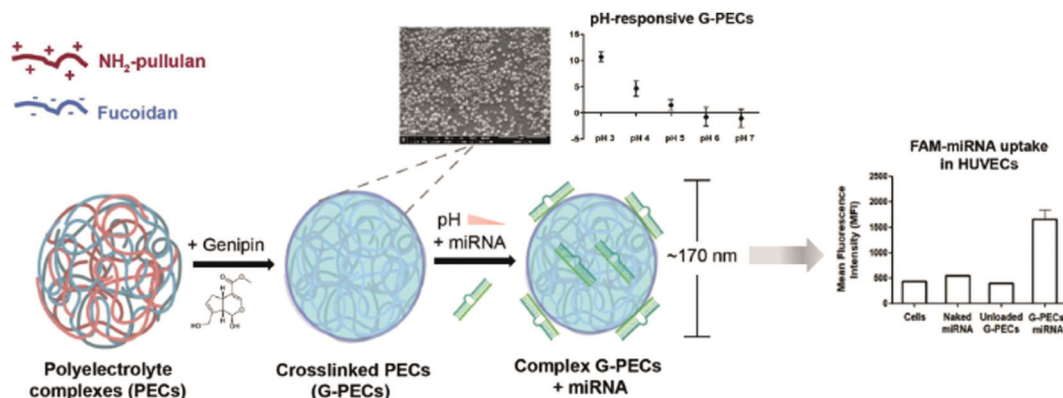 NH₂-pullulan
Fucoidan
pH-responsive G-PECs
15
10
5
0
-5
pH 3
pH 4
pH 5
pH 6
pH 7
+ Genipin
HO
OH
H
H
O
O
O
pH
+ miRNA
~170 nm
Polyelectrolyte
complexes (PECs)
Crosslinked PECs
(G-PECs)
Complex G-PECs
+ miRNA
FAM-miRNA uptake
in HUVECs
Mean Fluorescence
Intensity (MFI)
2500
2000
1500
1000
500
0
Cells
Naked
miRNA
Unloaded
G-PECs
G-PECs
miRNA